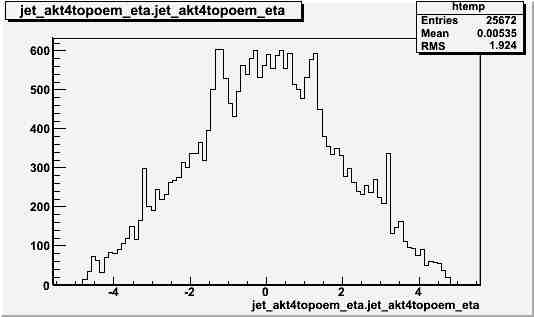 jet_akt4topoem_eta.jet_akt4topoem_eta
htemp
Entries 25672
Mean 0.00535
RMS 1.924
600
500
400
300
200
100
0
-4 -2 0 2 4
jet_akt4topoem_eta.jet_akt4topoem_eta